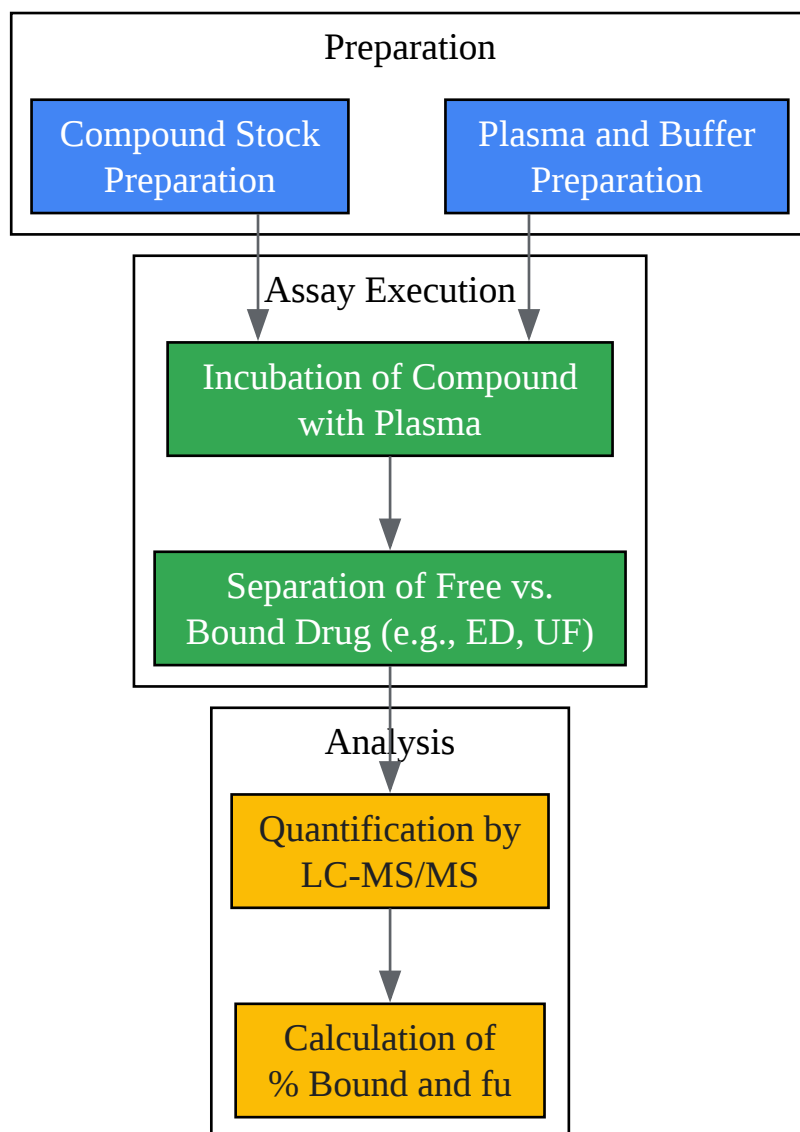 Preparation
Compound Stock
Preparation
Plasma and Buffer
Preparation
Assay Execution
Incubation of Compound
with Plasma
Separation of Free vs.
Bound Drug (e.g., ED, UF)
Analysis
Quantification by
LC-MS/MS
Calculation of
% Bound and fu